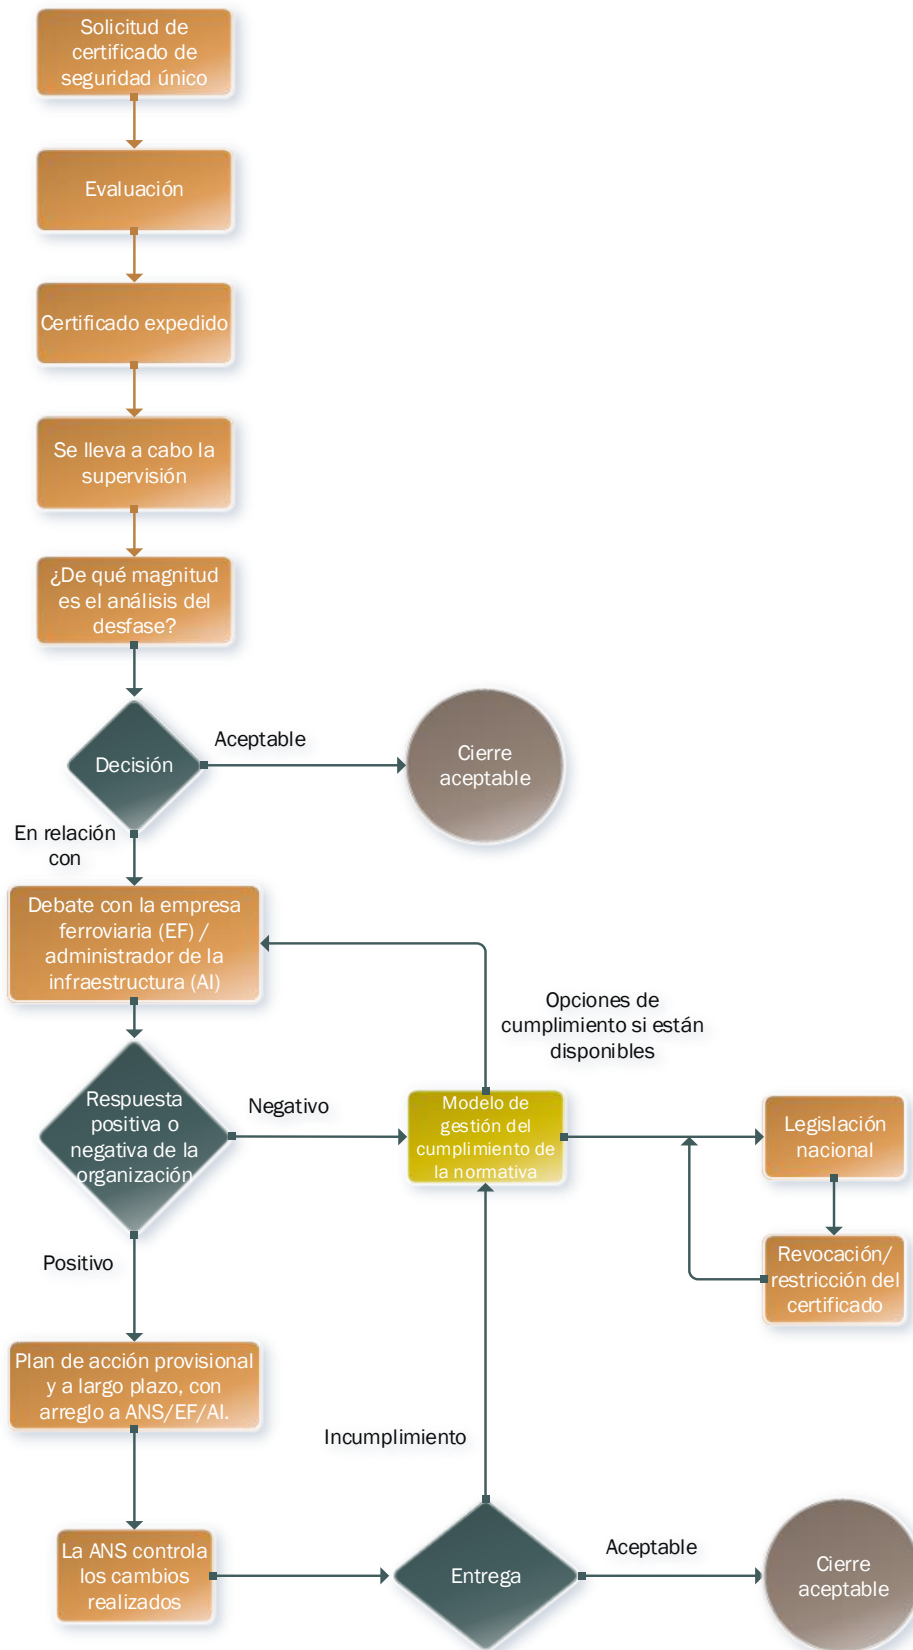 Solicitud de
certificado de
seguridad único
Evaluación
Certificado expedido
Se lleva a cabo la
supervisión
¿De qué magnitud
es el análisis del
desfase?
Decisión
Aceptable
Cierre
aceptable
En relación
con
Debate con la empresa
ferroviaria (EF) /
administrador de la
infraestructura (AI)
Opciones de
cumplimiento si están
disponibles
Respuesta
positiva o
negativa de la
organización
Negativo
Modelo de
gestión del
cumplimiento de
la normativa
Legislación
nacional
Revocación/
restricción del
certificado
Positivo
Plan de acción provisional
y a largo plazo, con
arreglo a ANS/EF/AI.
Incumplimiento
La ANS controla
los cambios
realizados
Entrega
Aceptable
Cierre
aceptable